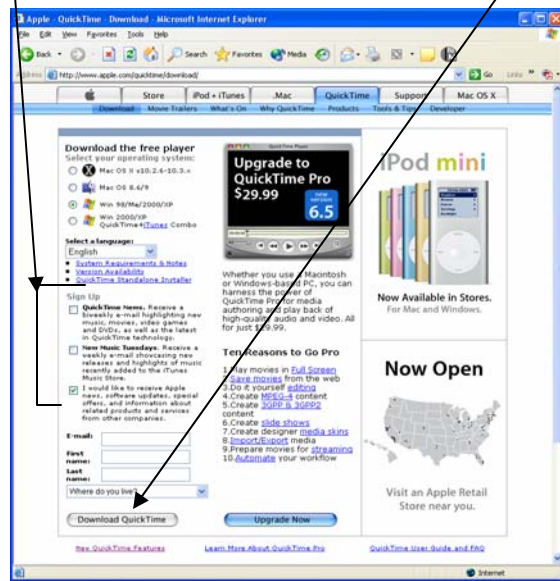 Apple - QuickTime - Download - Microsoft Internet Explorer
File Edit View Favorites Tools Help
Back Search Favorites Media
Address http://www.apple.com/quicktime/download/ Go Links
Store iPod + iTunes .Mac QuickTime Support Mac OS X
Download Movie Trailers What's On Why QuickTime Products Tools & Tips Developer
Download the free player
Select your operating system:
Mac OS X v10.2.6-10.3.x
Mac OS 8.6/9
Win 98/Me/2000/XP
Win 2000/XP
QuickTime+iTunes Combo
Select a language:
English
System Requirements & Notes
Version Availability
QuickTime Standalone Installer
Sign Up
QuickTime News. Receive a
biweekly e-mail highlighting new
music, movies, video games
and DVDs, as well as the latest
in QuickTime technology.
New Music Tuesdays. Receive a
weekly e-mail showcasing new
releases and highlights of music
recently added to the iTunes
Music Store.
I would like to receive Apple
news, software updates, special
offers, and information about
related products and services
from other companies.
E-mail:
First
name:
Last
name:
Where do you live?
Download QuickTime
QuickTime Player
Upgrade to
QuickTime Pro
$29.99
new
version
6.5
Whether you use a Macintosh
or Windows-based PC, you can
harness the power of
QuickTime Pro for media
authoring and play back of
high-quality audio and video. All
for just $29.99.
Ten Reasons to Go Pro
1.Play movies in Full Screen
2.Save movies from the web
3.Do it yourself editing
4.Create MPEG-4 content
5.Create 3GPP & 3GPP2
content
6.Create slide shows
7.Create designer media skins
8.Import/Export media
9.Prepare movies for streaming
10.Automate your workflow
Upgrade Now
iPod mini
Now Available in Stores.
For Mac and Windows.
Now Open
Visit an Apple Retail
Store near you.
New QuickTime Features Learn More About QuickTime Pro QuickTime User Guide and FAQ
Internet